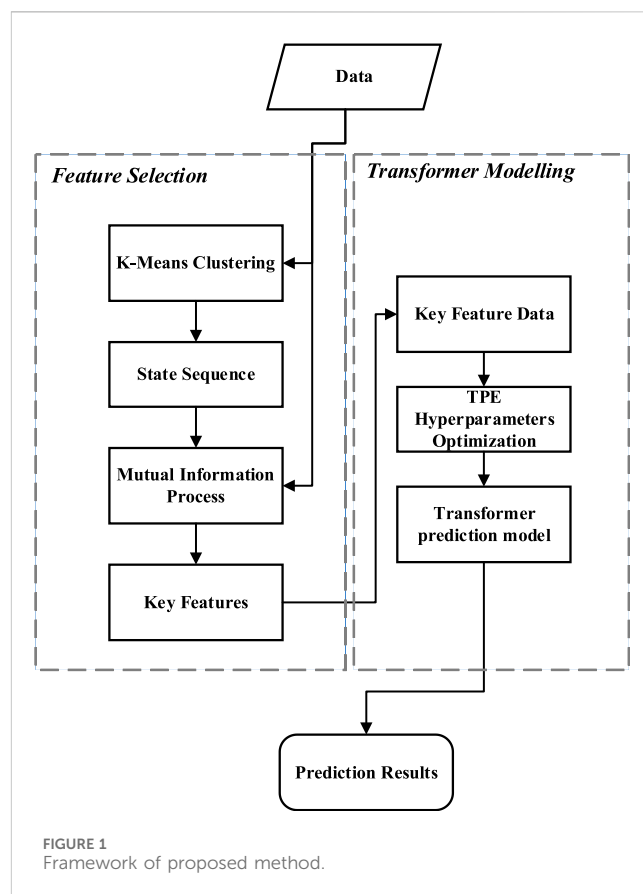 Data
Feature Selection
K-Means Clustering
State Sequence
Mutual Information
Process
Key Features
Transformer Modelling
Key Feature Data
TPE
Hyperparameters
Optimization
Transformer
prediction model
Prediction Results
FIGURE 1
Framework of proposed method.